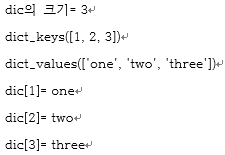 dic의 크기= 3
dict_keys([1, 2, 3])
dict_values(['one', 'two', 'three'])
dic[1]= one
dic[2]= two
dic[3]= three